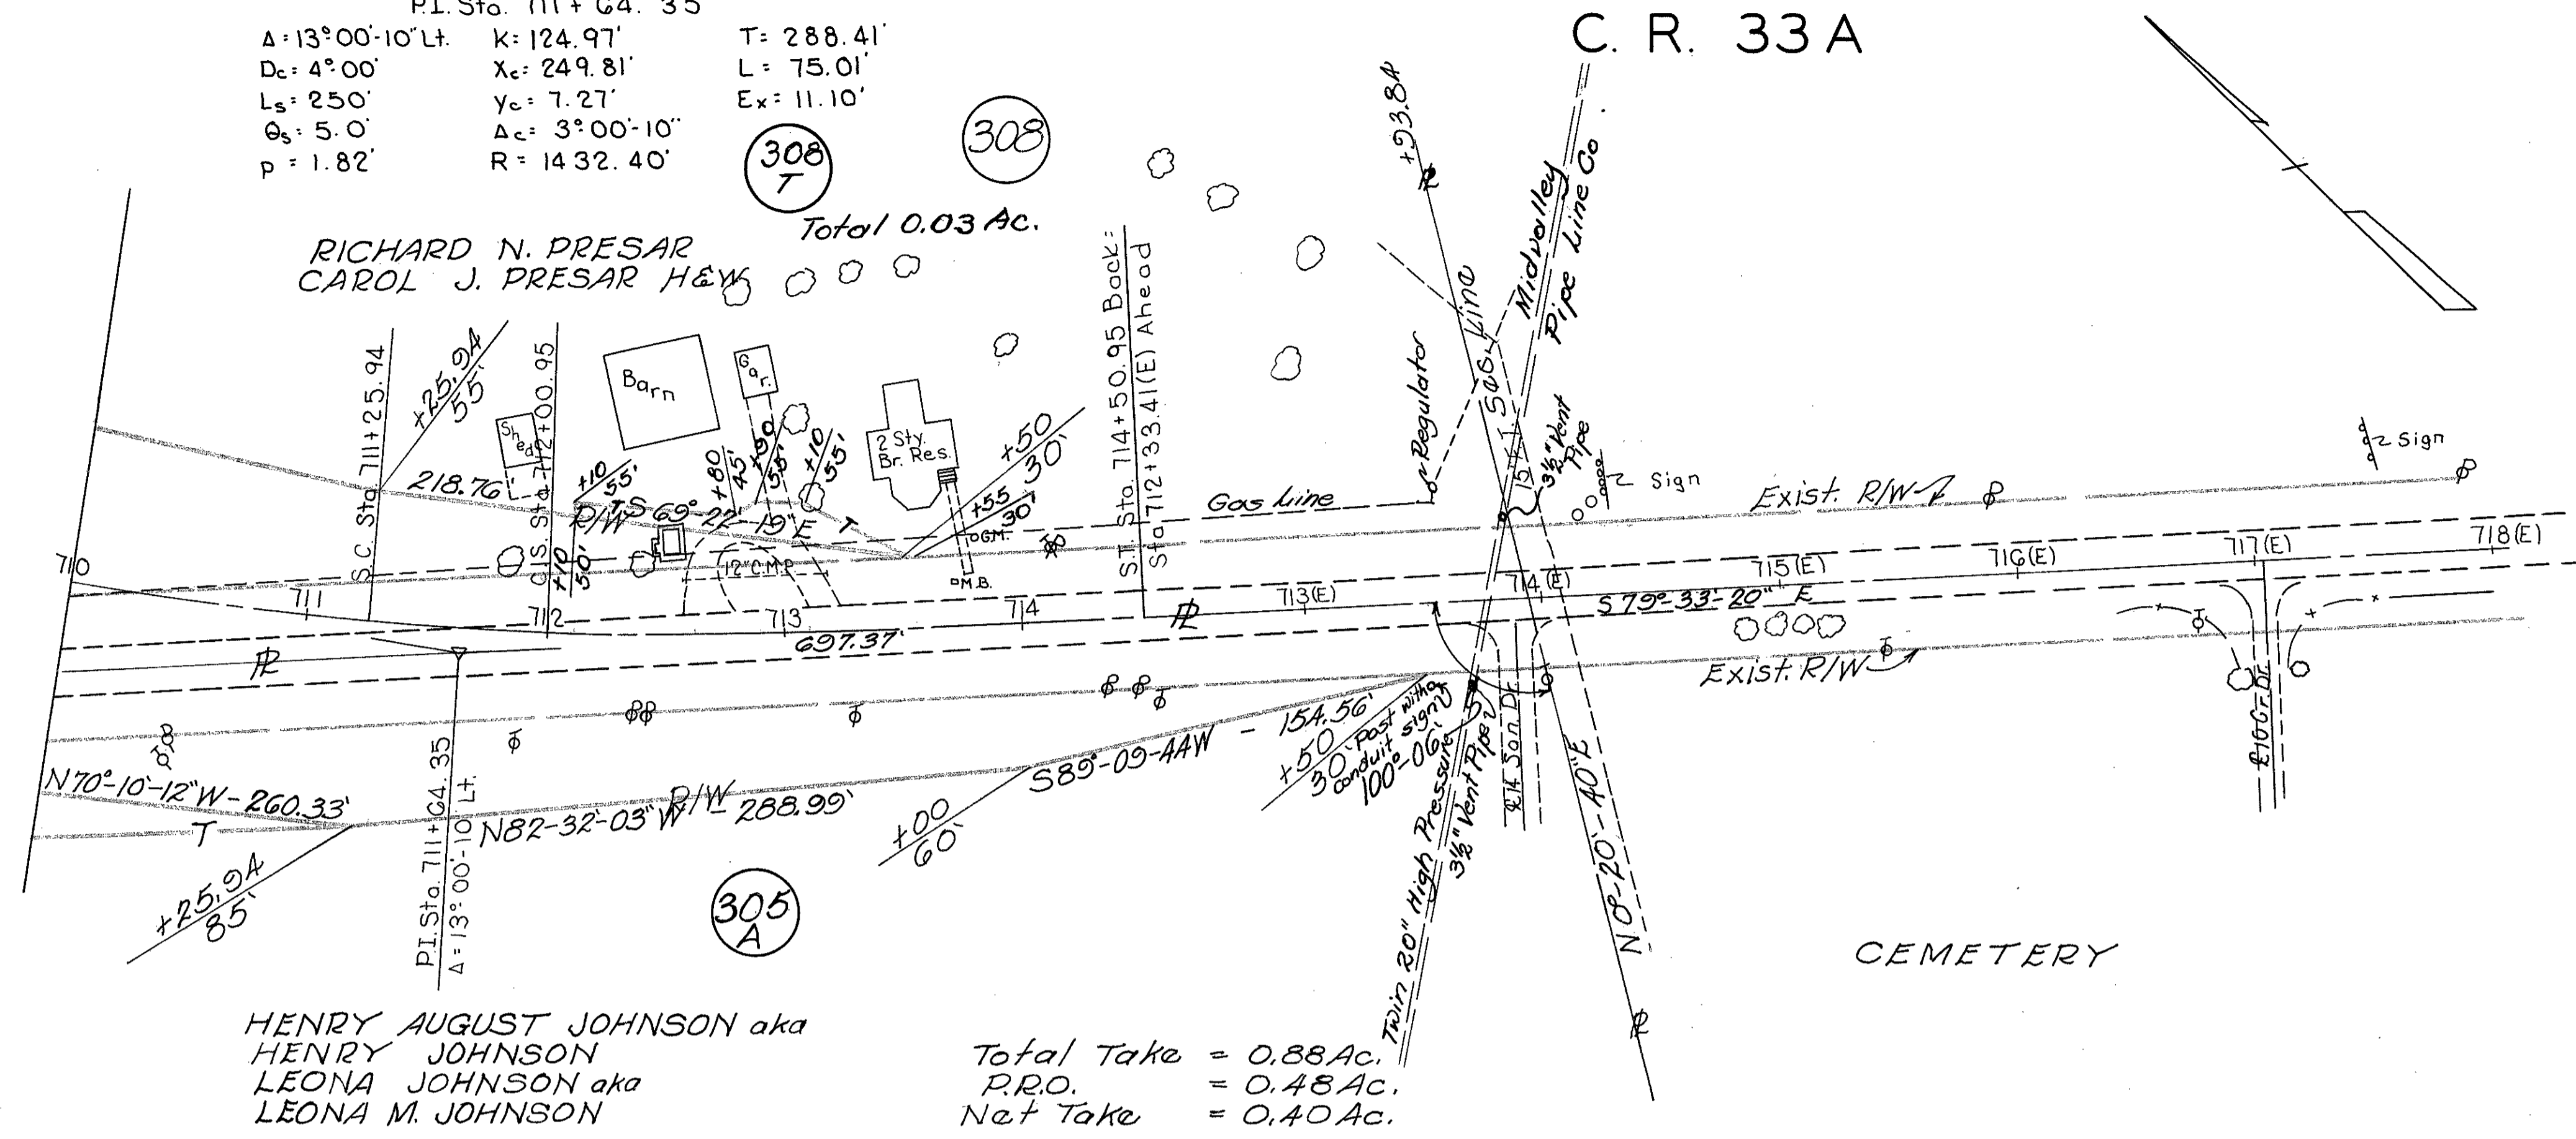 P.I. Sta. 711+64.35
Δ=13°00'-10" Lt. K=124.97' T=288.41'
Dc=4°00' Xc=249.81' L=75.01'
Ls=250' yc=7.27' Ex=11.10'
θs=5.0' Δc=3°00'-10"
p=1.82' R=1432.40'
C. R. 33A
308
T
308
Total 0.03 Ac.
RICHARD N. PRESAR
CAROL J. PRESAR H&W
+93.84
Midvalley
Pipe Line Co
Sec. Line
Regulator
S.T. Sta. 714+50.95 Back=
Sta 712+33.41(E) Ahead
S.C. Sta. 711+25.94
+25.94
55'
C.S. Sta. 712+00.95
Shed
Barn
Gar.
2 Sty.
Br. Res.
+50
30'
+55
30'
+10
55'
+80
45'
+90
55'
+10
55'
218.76'
R/W
S 69°-22'-19" E
T
+10
50'
12" C.M.P.
G.M.
M.B.
Gas Line
3½" Vent
Pipe
Sign
Sign
Exist. R/W
710
711
712
713
714
713(E)
714(E)
715(E)
716(E)
717(E)
718(E)
697.37'
S 79°-33'-20" E
Exist. R/W
N70°-10'-12"W-260.33'
T
+25.94
85'
P.I. Sta. 711+64.35
Δ=13°00'-10" Lt.
R/W
N82-32'-03"W - 288.99'
+00
60'
S89°-09-44W - 154.56'
+50
30'
Post with
conduit sign
100°-06'
Twin 20" High Pressure
3½" Vent Pipe
N 8°-20'-40"E
305
A
CEMETERY
HENRY AUGUST JOHNSON aka
HENRY JOHNSON
LEONA JOHNSON aka
LEONA M. JOHNSON
Total Take = 0.88 Ac.
P.R.O. = 0.48 Ac.
Net Take = 0.40 Ac.